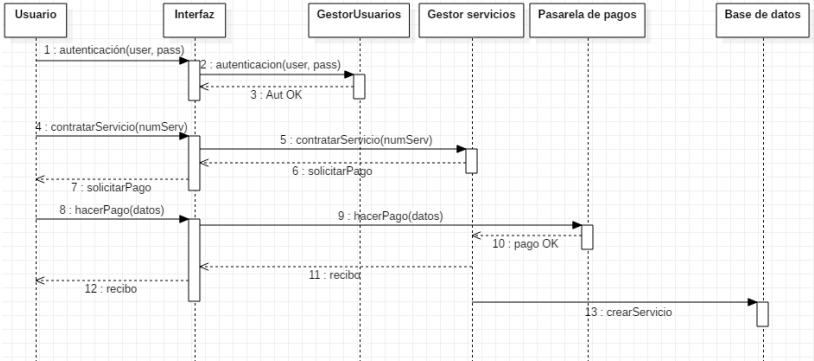 Usuario
Interfaz
GestorUsuarios
Gestor servicios
Pasarela de pagos
Base de datos
1 : autenticación(user, pass)
2 : autenticacion(user, pass)
3 : Aut OK
4 : contratarServicio(numServ)
5 : contratarServicio(numServ)
6 : solicitarPago
7 : solicitarPago
8 : hacerPago(datos)
9 : hacerPago(datos)
10 : pago OK
11 : recibo
12 : recibo
13 : crearServicio